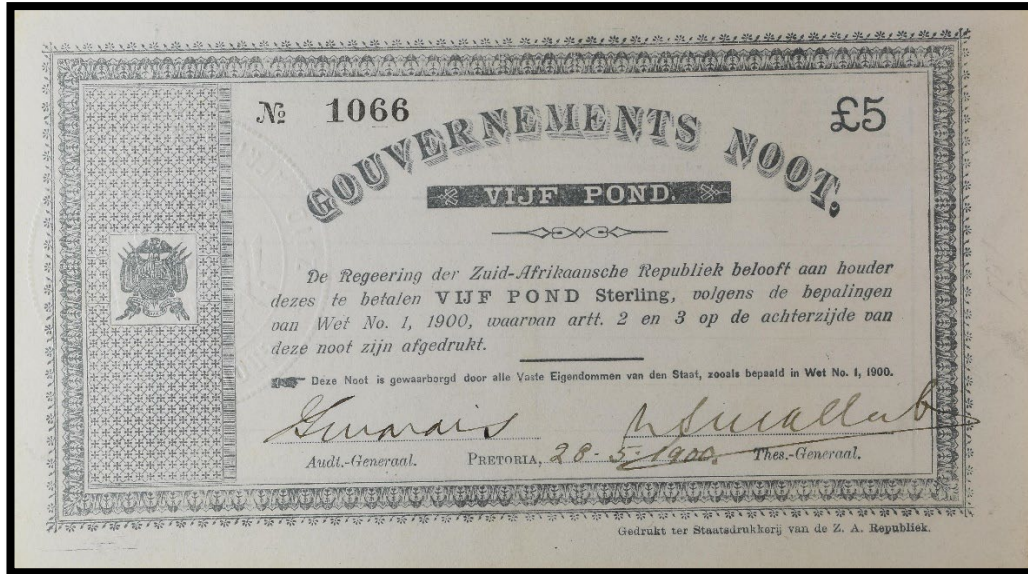 № 1066 £5
GOUVERNEMENTS NOOT.
VIJF POND.
De Regeering der Zuid-Afrikaansche Republiek belooft aan houder
dezes te betalen VIJF POND Sterling, volgens de bepalingen
van Wet No. 1, 1900, waarvan artt. 2 en 3 op de achterzijde van
deze noot zijn afgedrukt.
Deze Noot is gewaarborgd door alle Vaste Eigendommen van den Staat, zooals bepaald in Wet No. 1, 1900.
Audt.-Generaal. PRETORIA, 28-5-1900. Thes.-Generaal.
Gedrukt ter Staatsdrukkerij van de Z. A. Republiek.